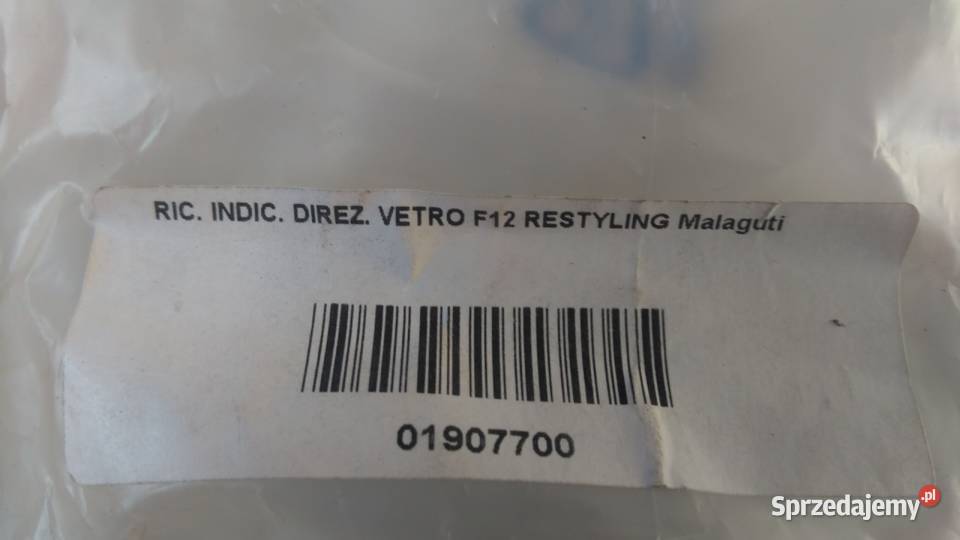 RIC. INDIC. DIREZ. VETRO F12 RESTYLING Malaguti
01907700
Sprzedajemy.pl